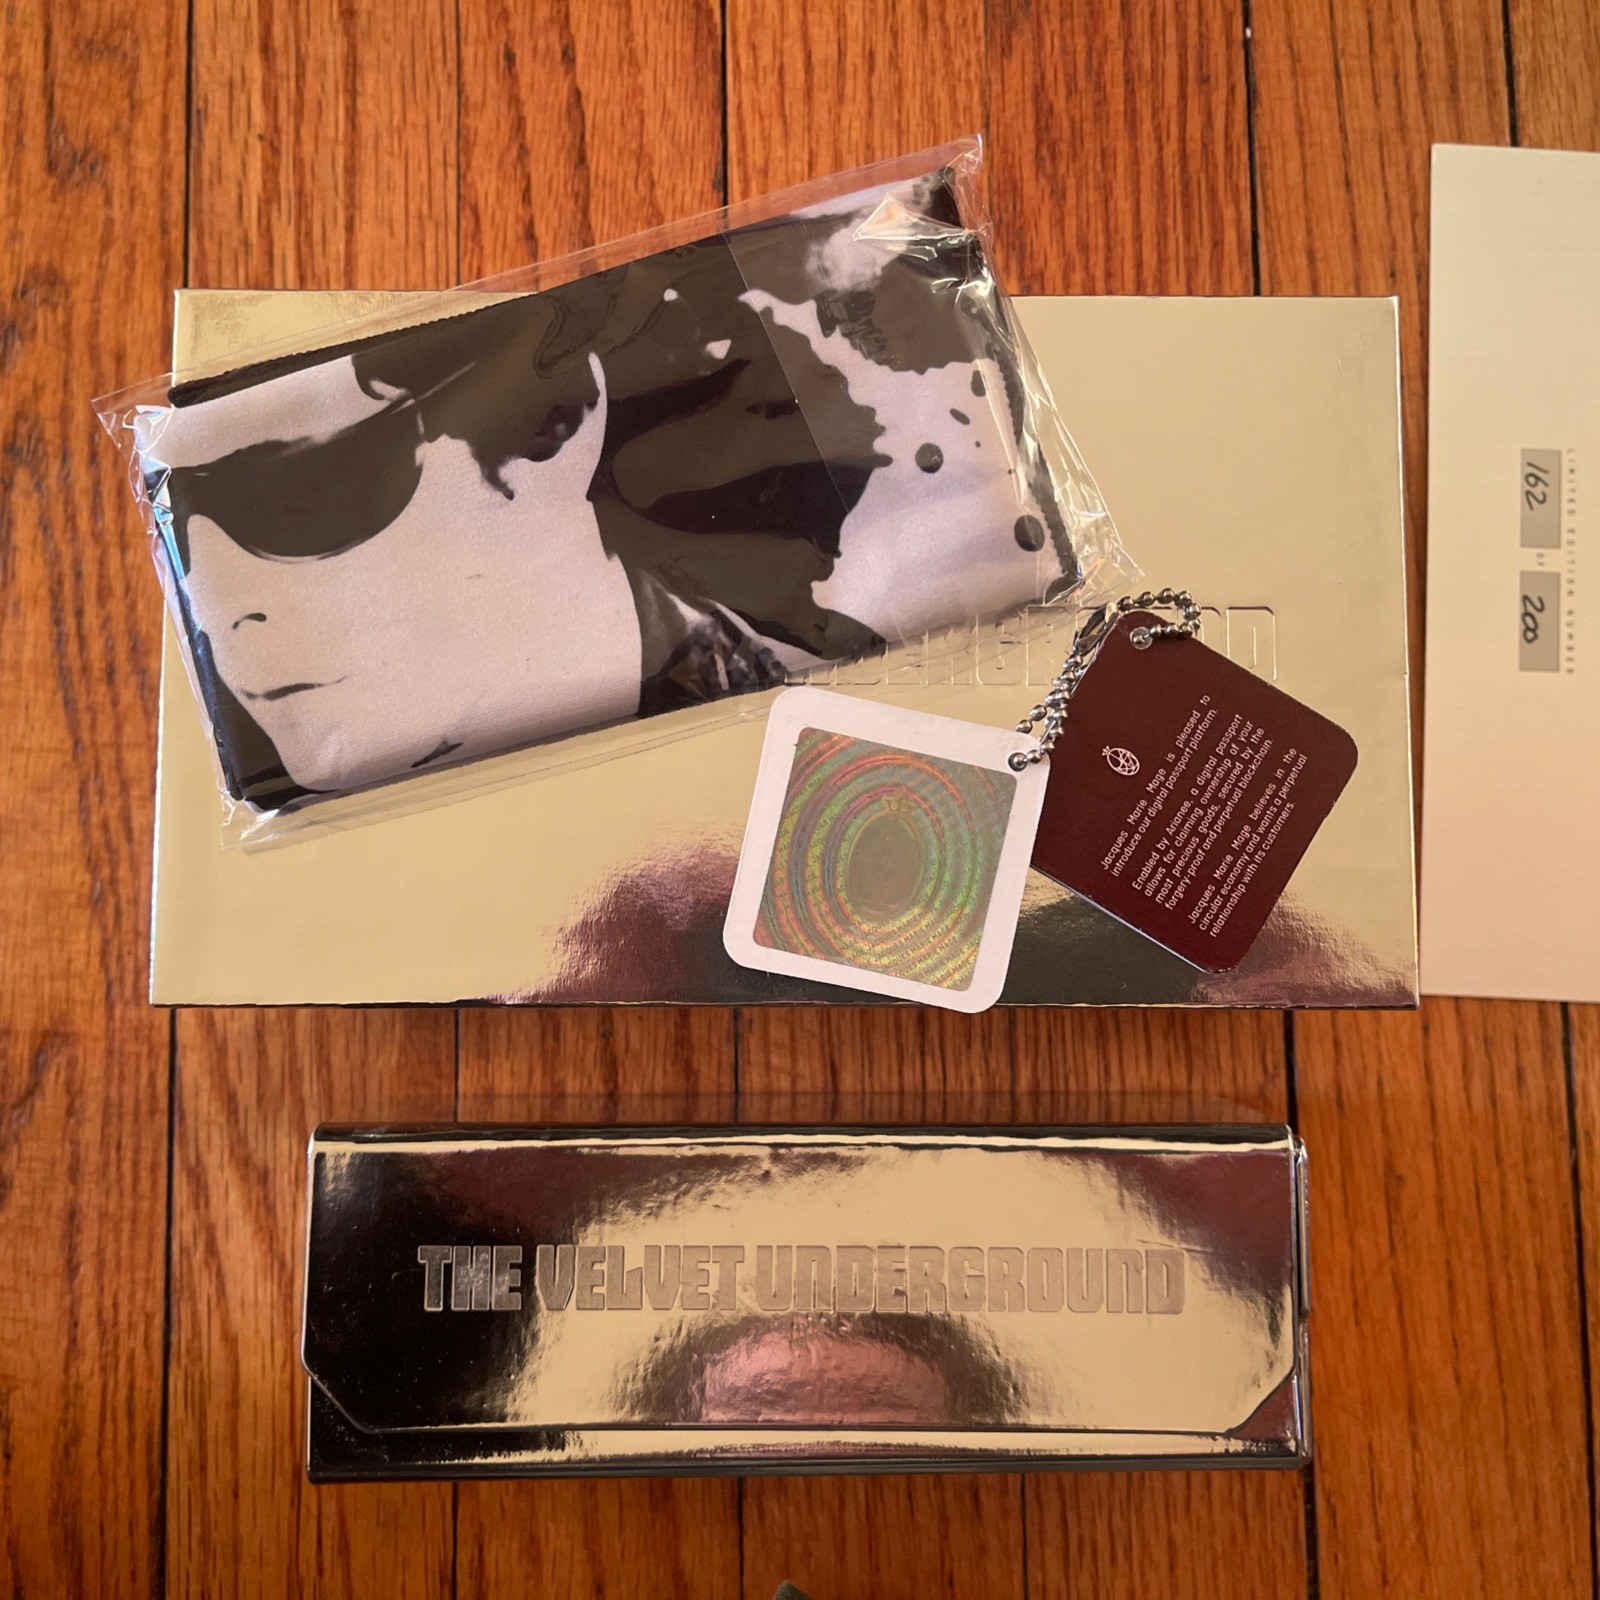 UNDERGROUND
Jacques Marie Mage is pleased to
introduce our digital passport platform.
Enabled by Arianee, a digital passport
allows for claiming ownership of your
most precious goods, secured by the
forgery-proof and perpetual blockchain.
Jacques Marie Mage believes in the
circular economy and wants a perpetual
relationship with its customers.
LIMITED EDITION NUMBER
162 OF 200
THE VELVET UNDERGROUND